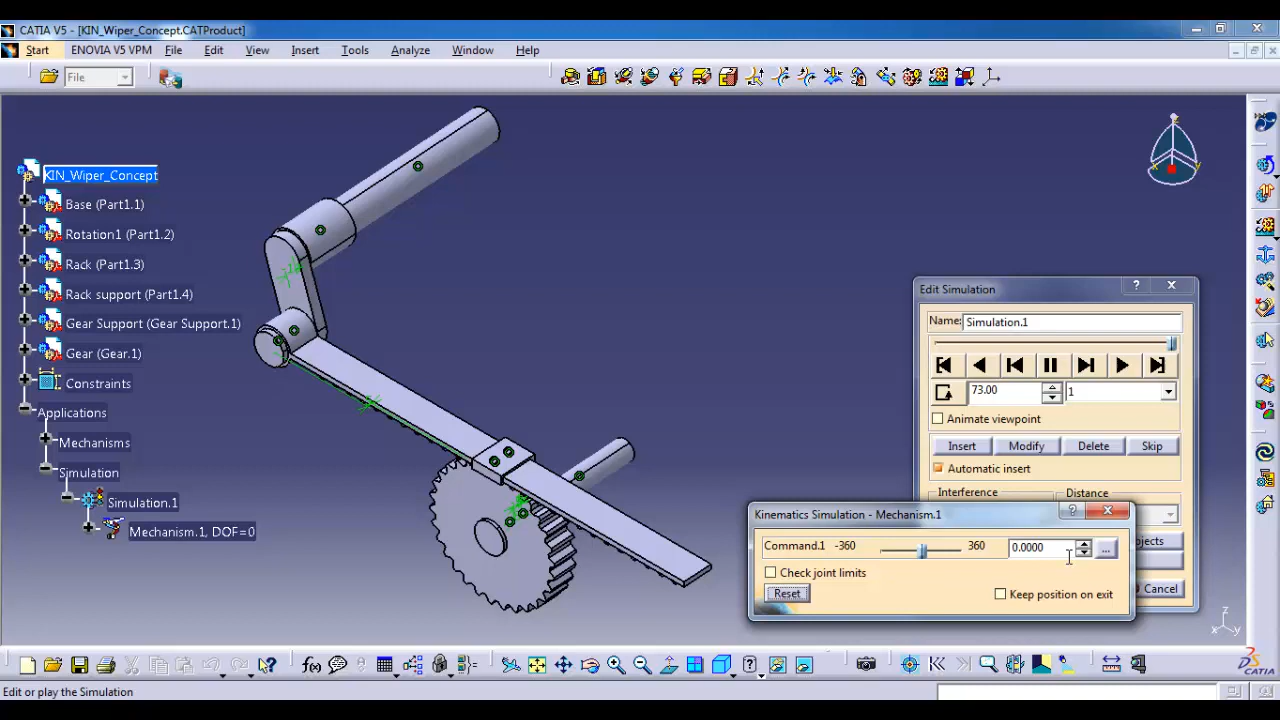 CATIA V5 - [KIN_Wiper_Concept.CATProduct]
Start ENOVIA V5 VPM File Edit View Insert Tools Analyze Window Help
File
KIN_Wiper_Concept
Base (Part1.1)
Rotation1 (Part1.2)
Rack (Part1.3)
Rack support (Part1.4)
Gear Support (Gear Support.1)
Gear (Gear.1)
Constraints
Applications
Mechanisms
Simulation
Simulation.1
Mechanism.1, DOF=0
Edit Simulation
Name: Simulation.1
73.00 1
Animate viewpoint
Insert Modify Delete Skip
Automatic insert
Interference Distance
Kinematics Simulation - Mechanism.1
Command.1 -360 360 0.0000 ...
Check joint limits
Reset Keep position on exit
Cancel
z
x y
f(x)
CATIA
Edit or play the Simulation